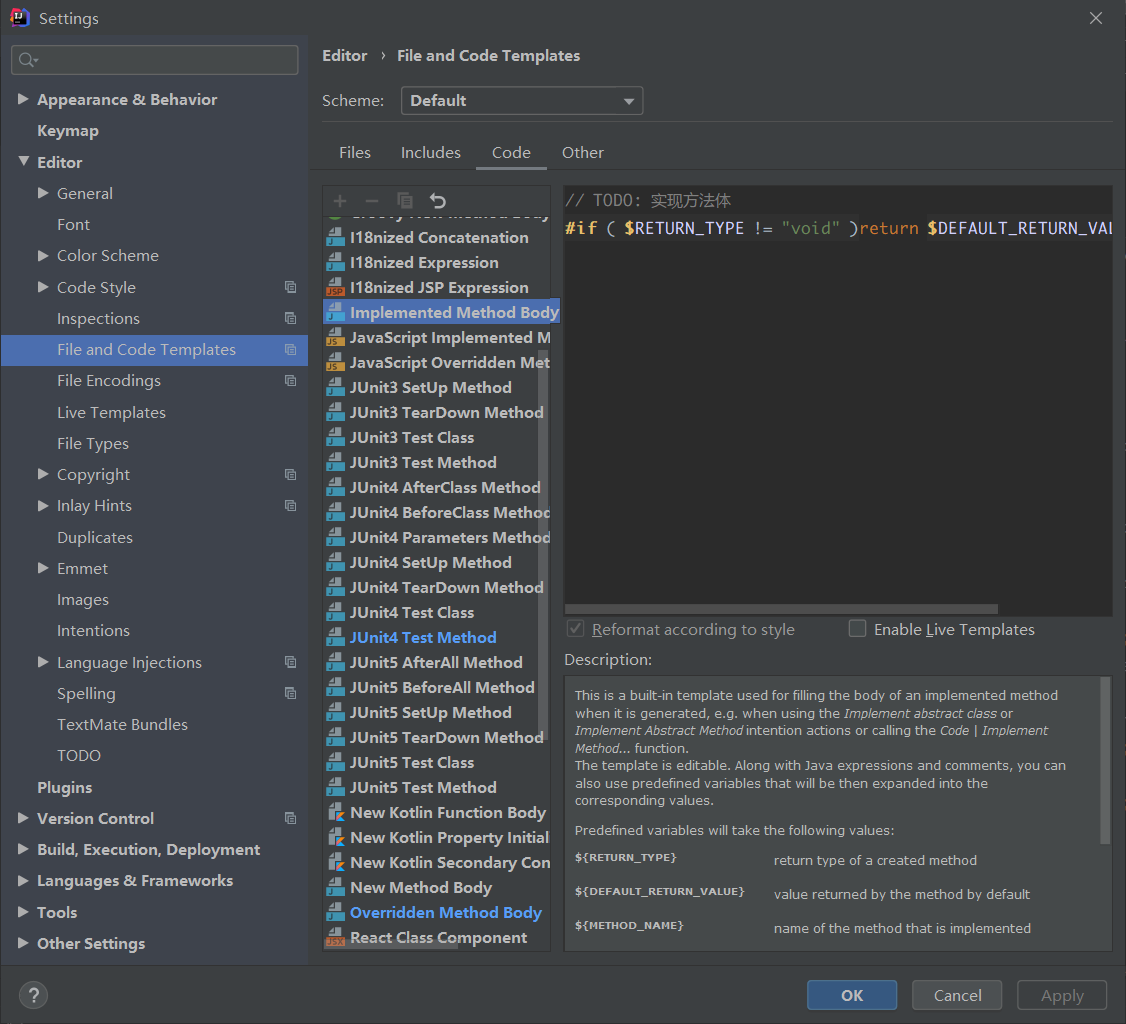 Settings
Appearance & Behavior
Keymap
Editor
General
Font
Color Scheme
Code Style
Inspections
File and Code Templates
File Encodings
Live Templates
File Types
Copyright
Inlay Hints
Duplicates
Emmet
Images
Intentions
Language Injections
Spelling
TextMate Bundles
TODO
Plugins
Version Control
Build, Execution, Deployment
Languages & Frameworks
Tools
Other Settings
Editor › File and Code Templates
Scheme: Default
Files Includes Code Other
Groovy New Method Body
I18nized Concatenation
I18nized Expression
I18nized JSP Expression
Implemented Method Body
JavaScript Implemented M
JavaScript Overridden Met
JUnit3 SetUp Method
JUnit3 TearDown Method
JUnit3 Test Class
JUnit3 Test Method
JUnit4 AfterClass Method
JUnit4 BeforeClass Method
JUnit4 Parameters Method
JUnit4 SetUp Method
JUnit4 TearDown Method
JUnit4 Test Class
JUnit4 Test Method
JUnit5 AfterAll Method
JUnit5 BeforeAll Method
JUnit5 SetUp Method
JUnit5 TearDown Method
JUnit5 Test Class
JUnit5 Test Method
New Kotlin Function Body
New Kotlin Property Initial
New Kotlin Secondary Con
New Method Body
Overridden Method Body
React Class Component
// TODO: 实现方法体
#if ( $RETURN_TYPE != "void" )return $DEFAULT_RETURN_VAL
Reformat according to style
Enable Live Templates
Description:
This is a built-in template used for filling the body of an implemented method
when it is generated, e.g. when using the Implement abstract class or
Implement Abstract Method intention actions or calling the Code | Implement
Method... function.
The template is editable. Along with Java expressions and comments, you can
also use predefined variables that will be then expanded into the
corresponding values.
Predefined variables will take the following values:
${RETURN_TYPE} return type of a created method
${DEFAULT_RETURN_VALUE} value returned by the method by default
${METHOD_NAME} name of the method that is implemented
?
OK
Cancel
Apply